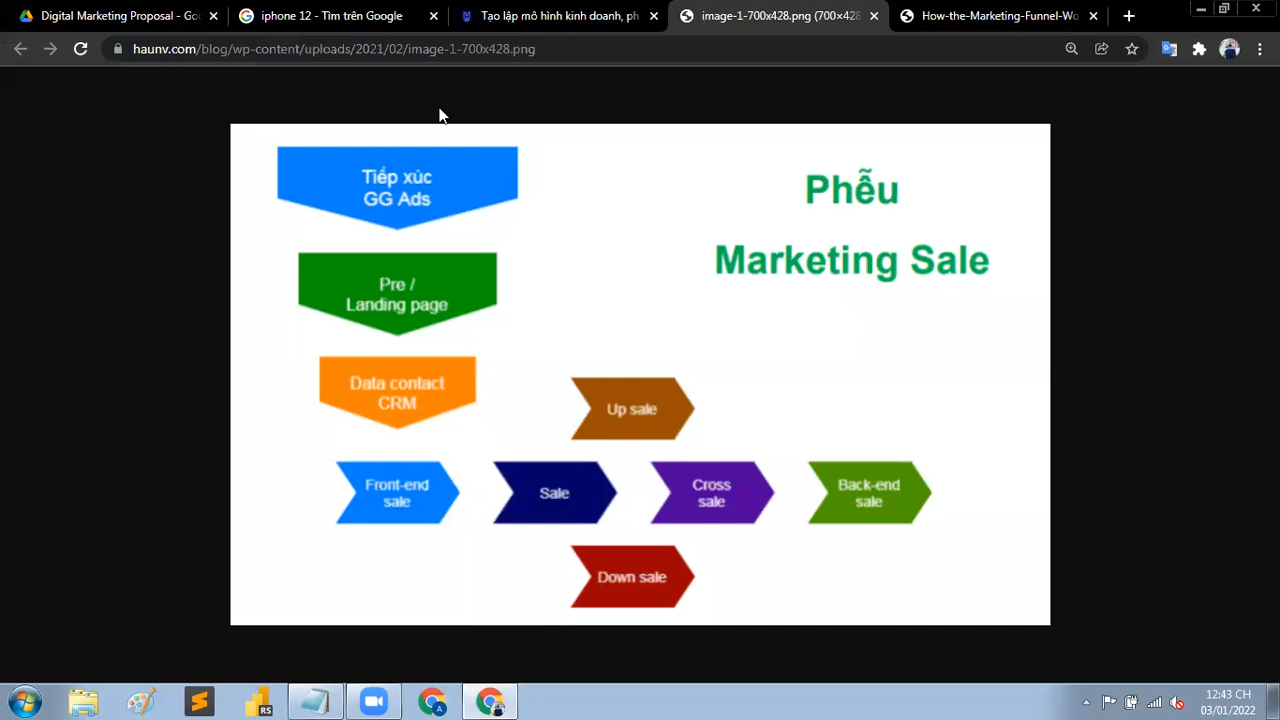 Digital Marketing Proposal - Goo
iphone 12 - Tìm trên Google
Tạo lập mô hình kinh doanh, ph
image-1-700x428.png (700×428
How-the-Marketing-Funnel-Wo
haunv.com/blog/wp-content/uploads/2021/02/image-1-700x428.png
Tiếp xúc
GG Ads
Phễu
Marketing Sale
Pre /
Landing page
Data contact
CRM
Up sale
Front-end
sale
Sale
Cross
sale
Back-end
sale
Down sale
RS
A
12:43 CH
03/01/2022